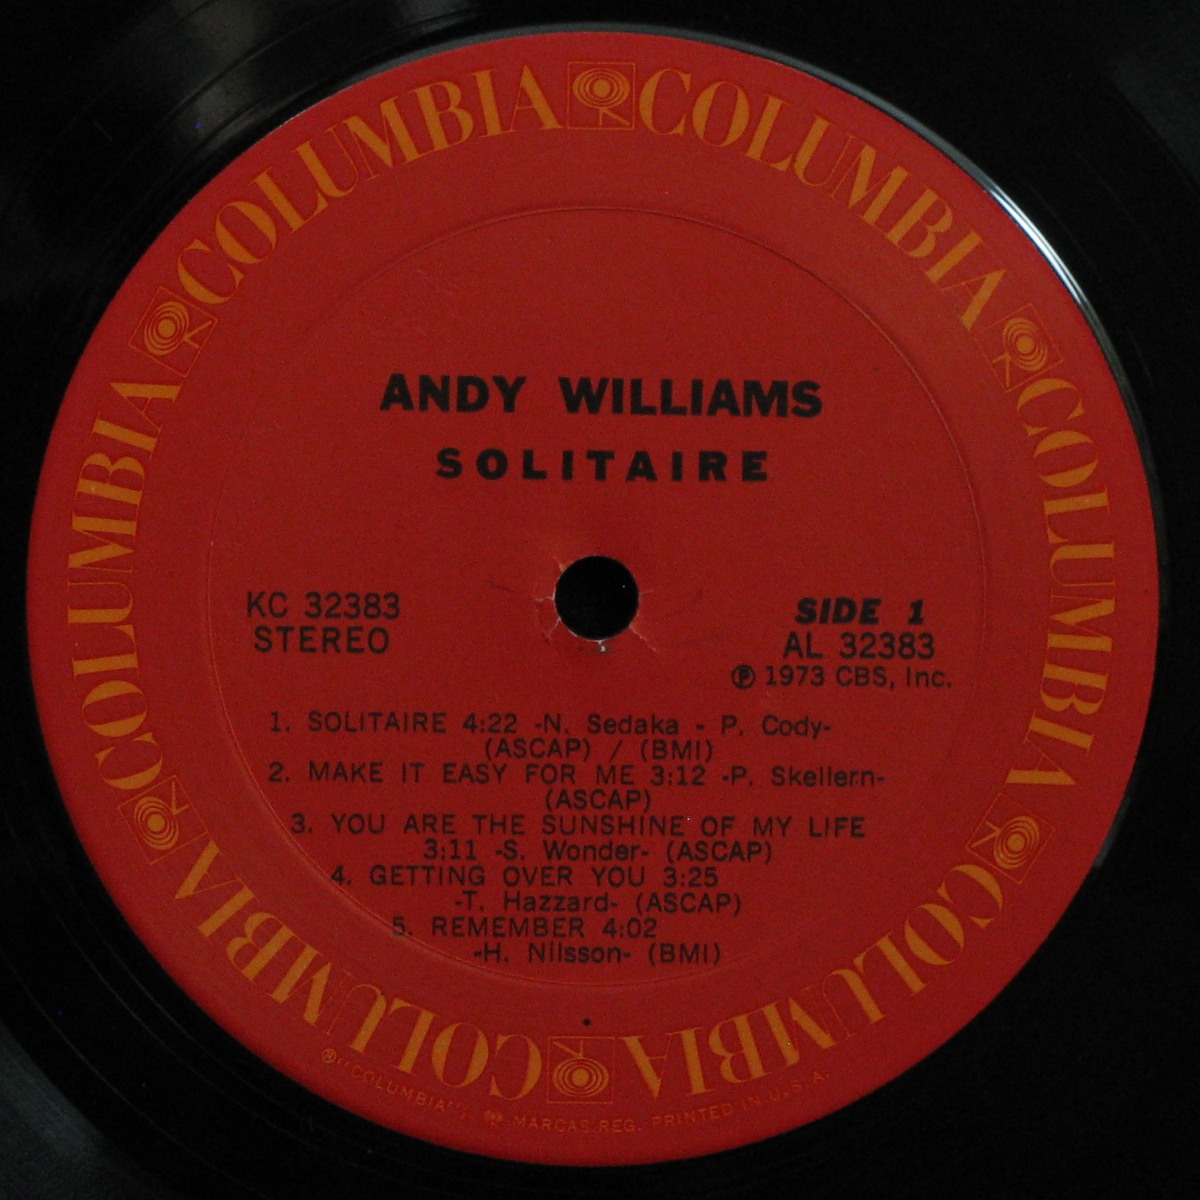 COLUMBIA COLUMBIA COLUMBIA COLUMBIA COLUMBIA COLUMBIA
ANDY WILLIAMS
SOLITAIRE
KC 32383
STEREO
SIDE 1
AL 32383
℗ 1973 CBS, Inc.
1. SOLITAIRE 4:22 -N. Sedaka - P. Cody-
(ASCAP) / (BMI)
2. MAKE IT EASY FOR ME 3:12 -P. Skellern-
(ASCAP)
3. YOU ARE THE SUNSHINE OF MY LIFE
3:11 -S. Wonder- (ASCAP)
4. GETTING OVER YOU 3:25
-T. Hazzard- (ASCAP)
5. REMEMBER 4:02
-H. Nilsson- (BMI)
® "COLUMBIA", MARCAS REG. PRINTED IN U.S.A.